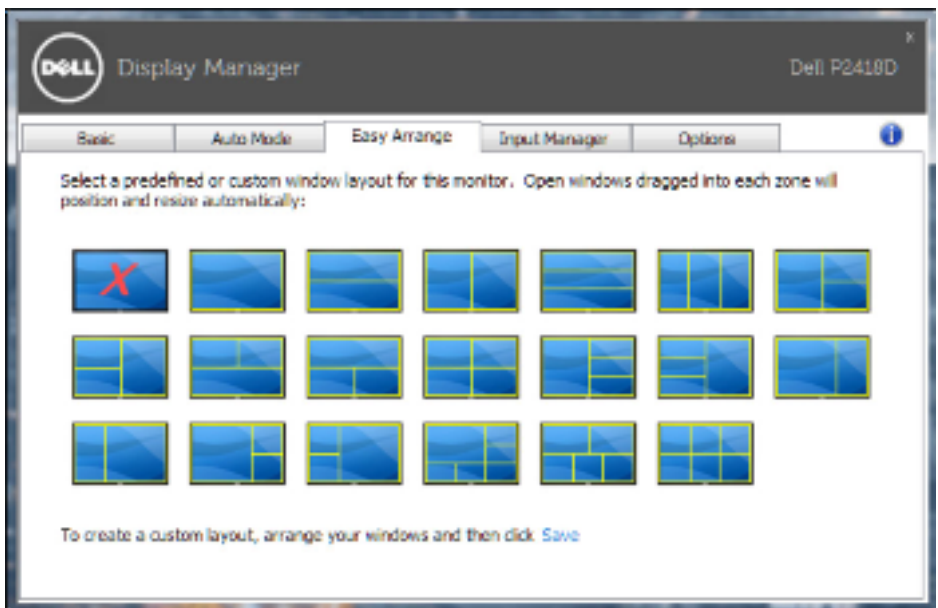 DELL Display Manager
x
Dell P2418D
Basic Auto Mode Easy Arrange Input Manager Options
Select a predefined or custom window layout for this monitor. Open windows dragged into each zone will
position and resize automatically:
X
To create a custom layout, arrange your windows and then click Save